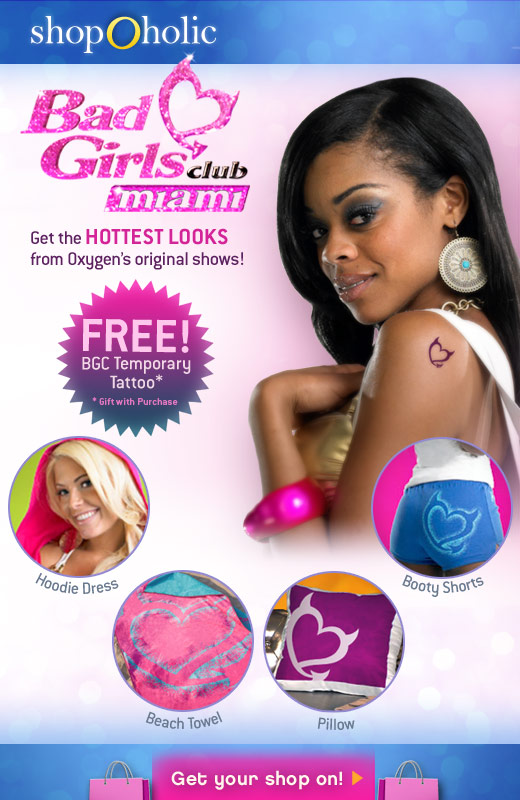 shopOholic
Bad
Girls club
miami
Get the HOTTEST LOOKS
from Oxygen's original shows!
FREE!
BGC Temporary
Tattoo*
* Gift with Purchase
Hoodie Dress
Booty Shorts
Beach Towel
Pillow
Get your shop on!